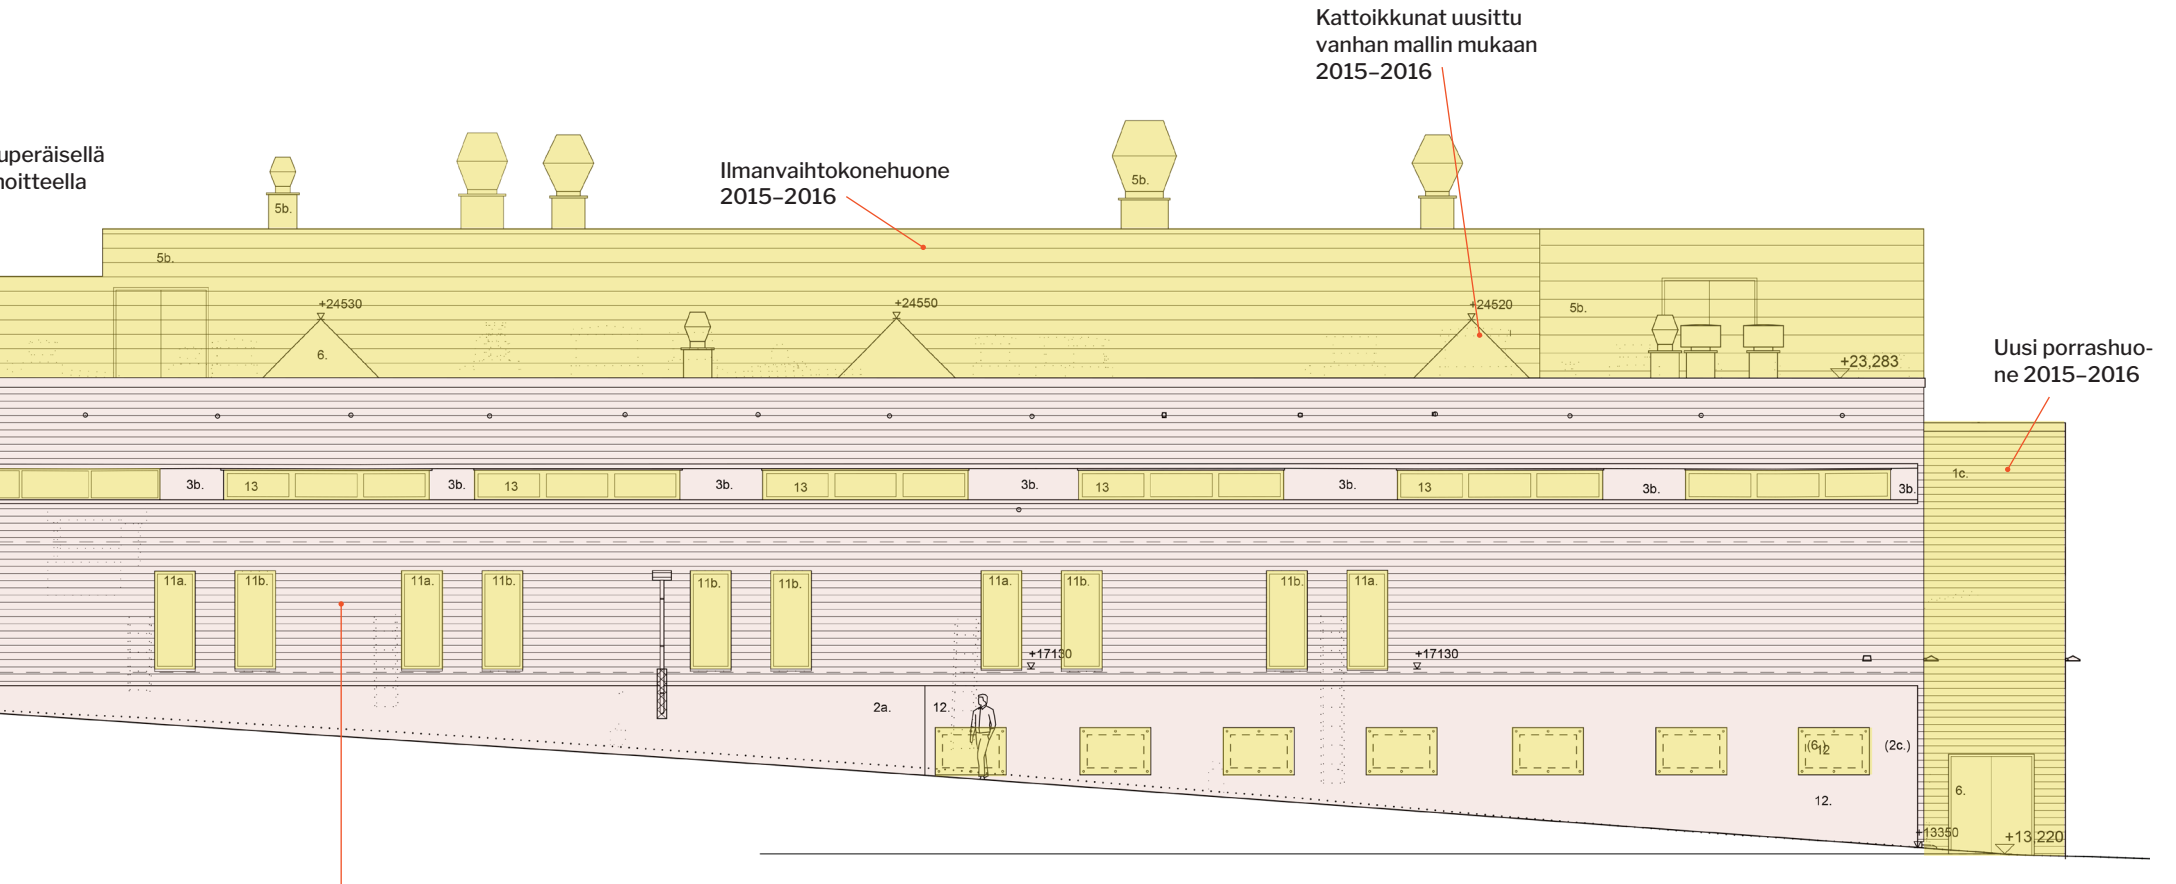 Kattoikkunat uusittu
vanhan mallin mukaan
2015–2016
uperäisellä
noitteella
Ilmanvaihtokonehuone
2015–2016
5b.
5b.
5b.
+24530
+24550
+24520
5b.
6.
+23,283
Uusi porrashuo-
ne 2015–2016
3b.
13
3b.
13
3b.
13
3b.
13
3b.
13
3b.
3b.
1c.
11a.
11b.
11a.
11b.
11b.
11b.
11a.
11b.
11b.
11a.
+17130
+17130
2a.
12.
(6.)
12
(2c.)
12.
6.
+13350
+13,220